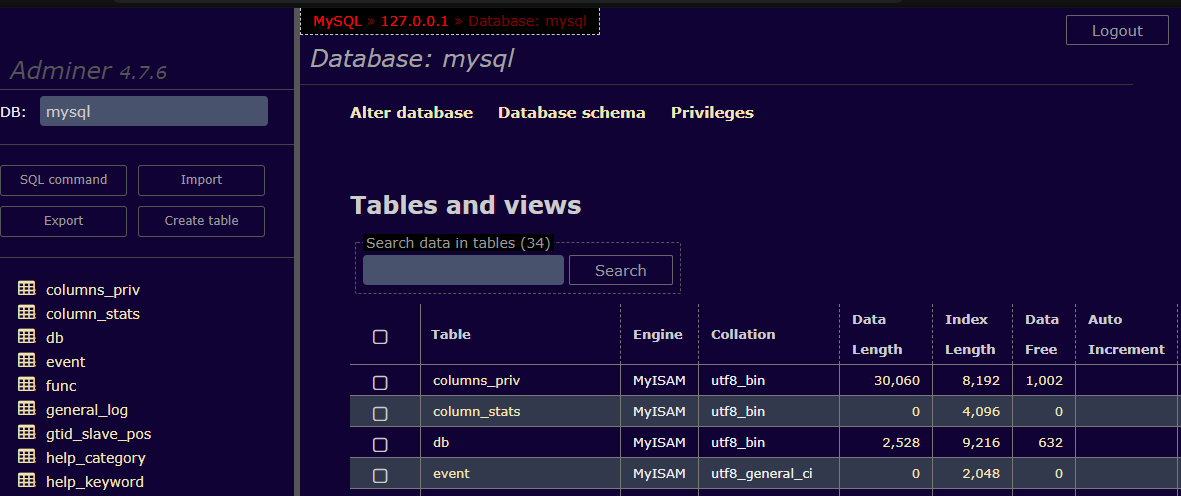 MySQL » 127.0.0.1 » Database: mysql
Logout
Adminer 4.7.6
Database: mysql
DB: mysql
Alter database Database schema Privileges
SQL command Import
Export Create table
Tables and views
Search data in tables (34)
Search
columns_priv
column_stats
db
event
func
general_log
gtid_slave_pos
help_category
help_keyword
Table Engine Collation Data Length Index Length Data Free Auto Increment
columns_priv MyISAM utf8_bin 30,060 8,192 1,002
column_stats MyISAM utf8_bin 0 4,096 0
db MyISAM utf8_bin 2,528 9,216 632
event MyISAM utf8_general_ci 0 2,048 0